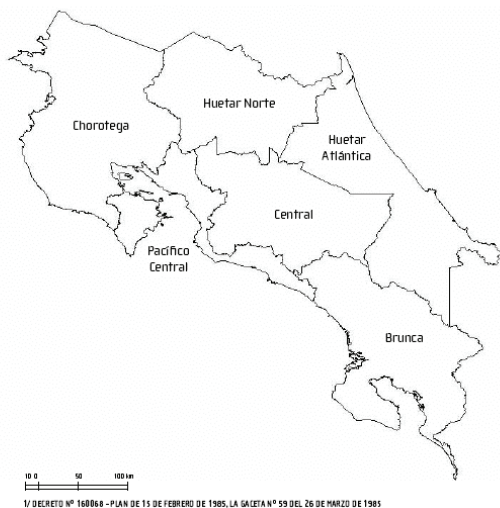 Huetar Norte
Chorotega
Huetar
Atlántica
Central
Pacífico
Central
Brunca
10 0 50 100 km
1/ DECRETO Nº 160068 - PLAN DE 15 DE FEBRERO DE 1985, LA GACETA Nº 59 DEL 26 DE MARZO DE 1985